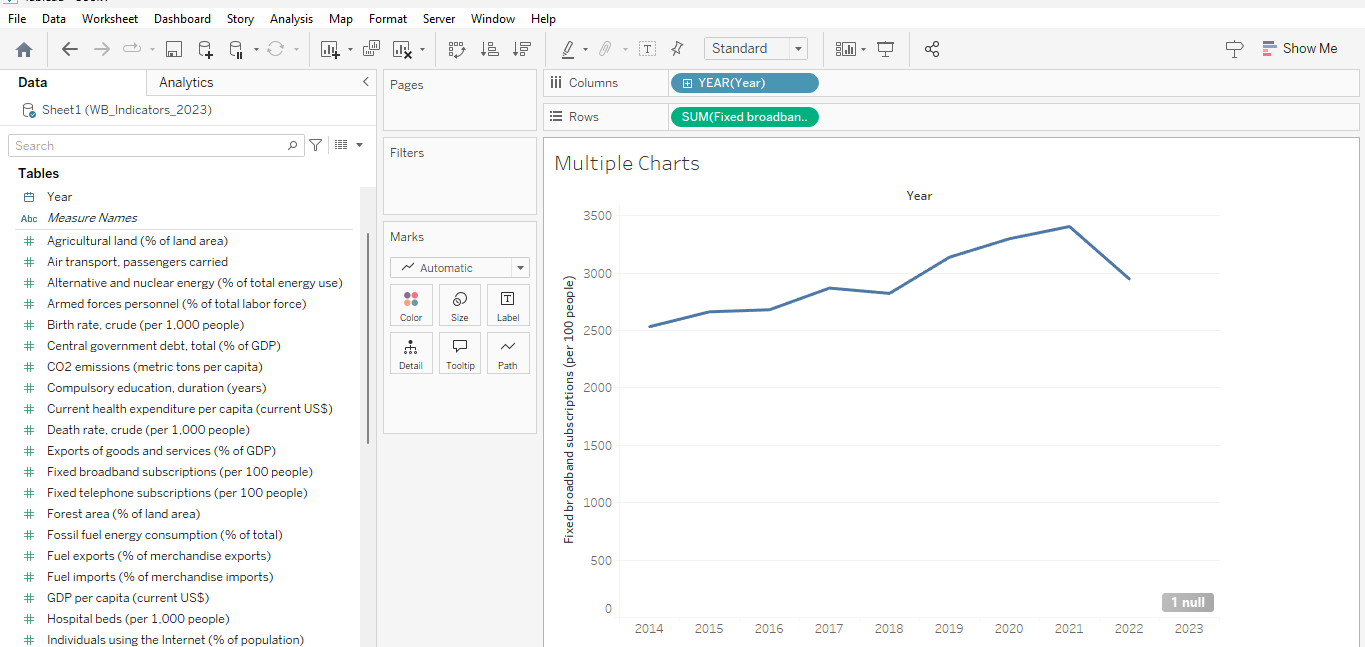 File Data Worksheet Dashboard Story Analysis Map Format Server Window Help
Standard
Show Me
Data Analytics
Sheet1 (WB_Indicators_2023)
Search
Tables
Year
Abc Measure Names
Agricultural land (% of land area)
Air transport, passengers carried
Alternative and nuclear energy (% of total energy use)
Armed forces personnel (% of total labor force)
Birth rate, crude (per 1,000 people)
Central government debt, total (% of GDP)
CO2 emissions (metric tons per capita)
Compulsory education, duration (years)
Current health expenditure per capita (current US$)
Death rate, crude (per 1,000 people)
Exports of goods and services (% of GDP)
Fixed broadband subscriptions (per 100 people)
Fixed telephone subscriptions (per 100 people)
Forest area (% of land area)
Fossil fuel energy consumption (% of total)
Fuel exports (% of merchandise exports)
Fuel imports (% of merchandise imports)
GDP per capita (current US$)
Hospital beds (per 1,000 people)
Individuals using the Internet (% of population)
Pages
Filters
Marks
Automatic
Color Size Label
Detail Tooltip Path
Columns YEAR(Year)
Rows SUM(Fixed broadban..
Multiple Charts
Year
Fixed broadband subscriptions (per 100 people)
3500
3000
2500
2000
1500
1000
500
0
1 null
2014 2015 2016 2017 2018 2019 2020 2021 2022 2023